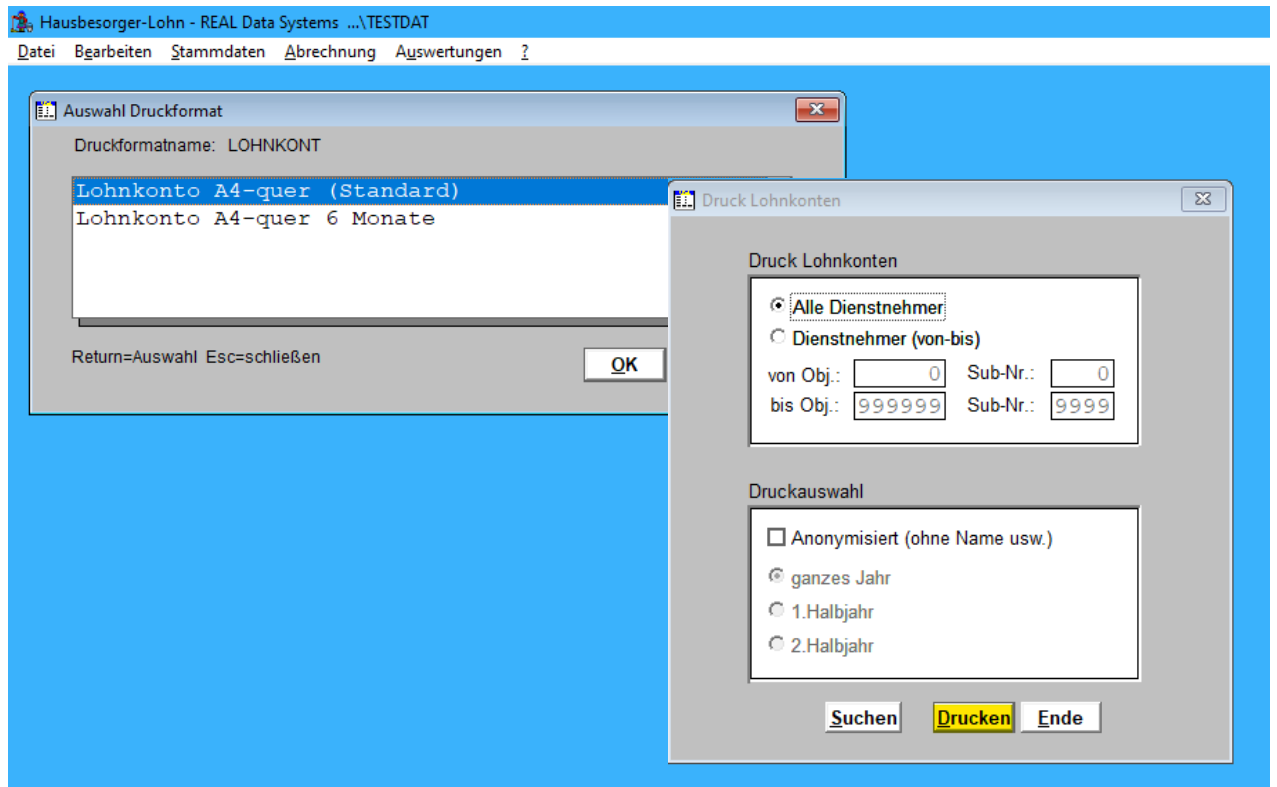 Hausbesorger-Lohn - REAL Data Systems ...\TESTDAT
Datei Bearbeiten Stammdaten Abrechnung Auswertungen ?
Auswahl Druckformat
Druckformatname: LOHNKONT
Lohnkonto A4-quer (Standard)
Lohnkonto A4-quer 6 Monate
Return=Auswahl Esc=schließen
OK
Druck Lohnkonten
Druck Lohnkonten
Alle Dienstnehmer
Dienstnehmer (von-bis)
von Obj.: 0 Sub-Nr.: 0
bis Obj.: 999999 Sub-Nr.: 9999
Druckauswahl
Anonymisiert (ohne Name usw.)
ganzes Jahr
1.Halbjahr
2.Halbjahr
Suchen Drucken Ende